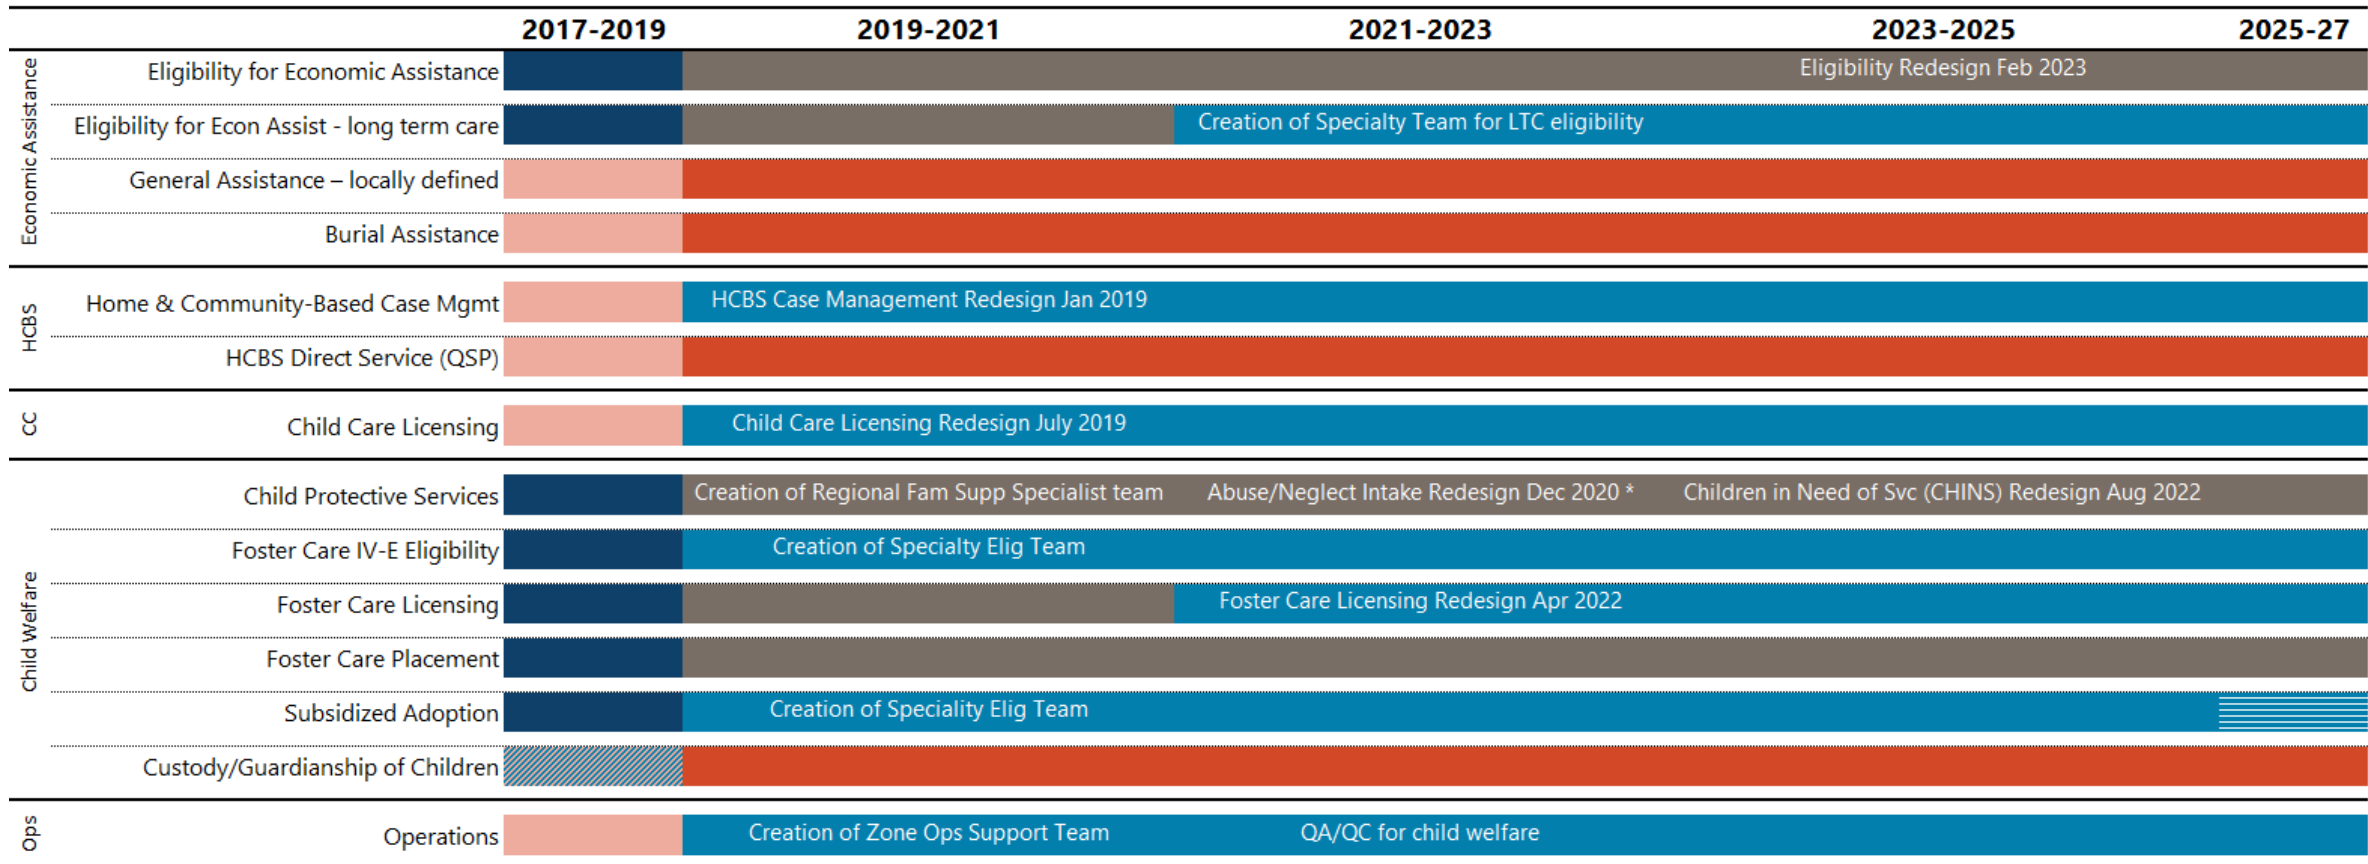 2017-2019 2019-2021 2021-2023 2023-2025 2025-27
Economic Assistance
Eligibility for Economic Assistance Eligibility Redesign Feb 2023
Eligibility for Econ Assist - long term care Creation of Specialty Team for LTC eligibility
General Assistance – locally defined
Burial Assistance
HCBS
Home & Community-Based Case Mgmt HCBS Case Management Redesign Jan 2019
HCBS Direct Service (QSP)
CC
Child Care Licensing Child Care Licensing Redesign July 2019
Child Welfare
Child Protective Services Creation of Regional Fam Supp Specialist team Abuse/Neglect Intake Redesign Dec 2020 * Children in Need of Svc (CHINS) Redesign Aug 2022
Foster Care IV-E Eligibility Creation of Specialty Elig Team
Foster Care Licensing Foster Care Licensing Redesign Apr 2022
Foster Care Placement
Subsidized Adoption Creation of Speciality Elig Team
Custody/Guardianship of Children
Ops
Operations Creation of Zone Ops Support Team QA/QC for child welfare